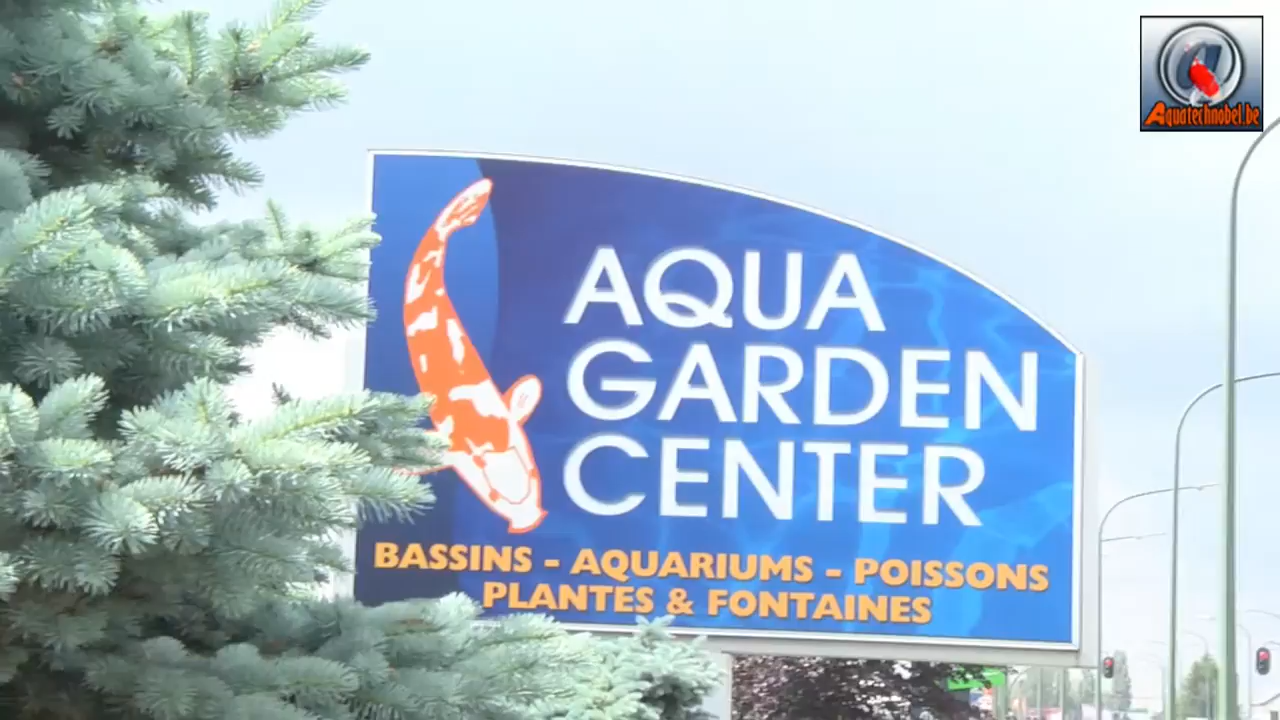 Aquatechnobel.be
AQUA
GARDEN
CENTER
BASSINS - AQUARIUMS - POISSONS
PLANTES & FONTAINES